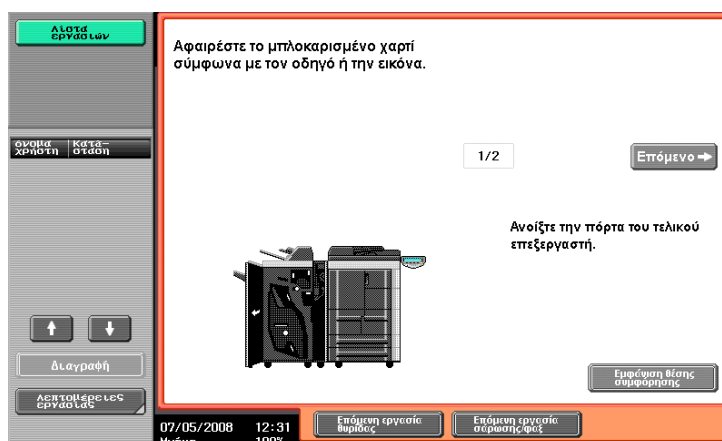 Λίστα
εργασιών
Αφαιρέστε το μπλοκαρισμένο χαρτί
σύμφωνα με τον οδηγό ή την εικόνα.
όνομα
χρήστη
Κατά-
σταση
1/2
Επόμενο
Ανοίξτε την πόρτα του τελικού
επεξεργαστή.
Διαγραφή
Εμφάνιση θέσης
συμφόρησης
Λεπτομέρειες
εργασίας
07/05/2008 12:31
Μνήμη 100%
Επόμενη εργασία
θυρίδας
Επόμενη εργασία
σάρωσης/φαξ